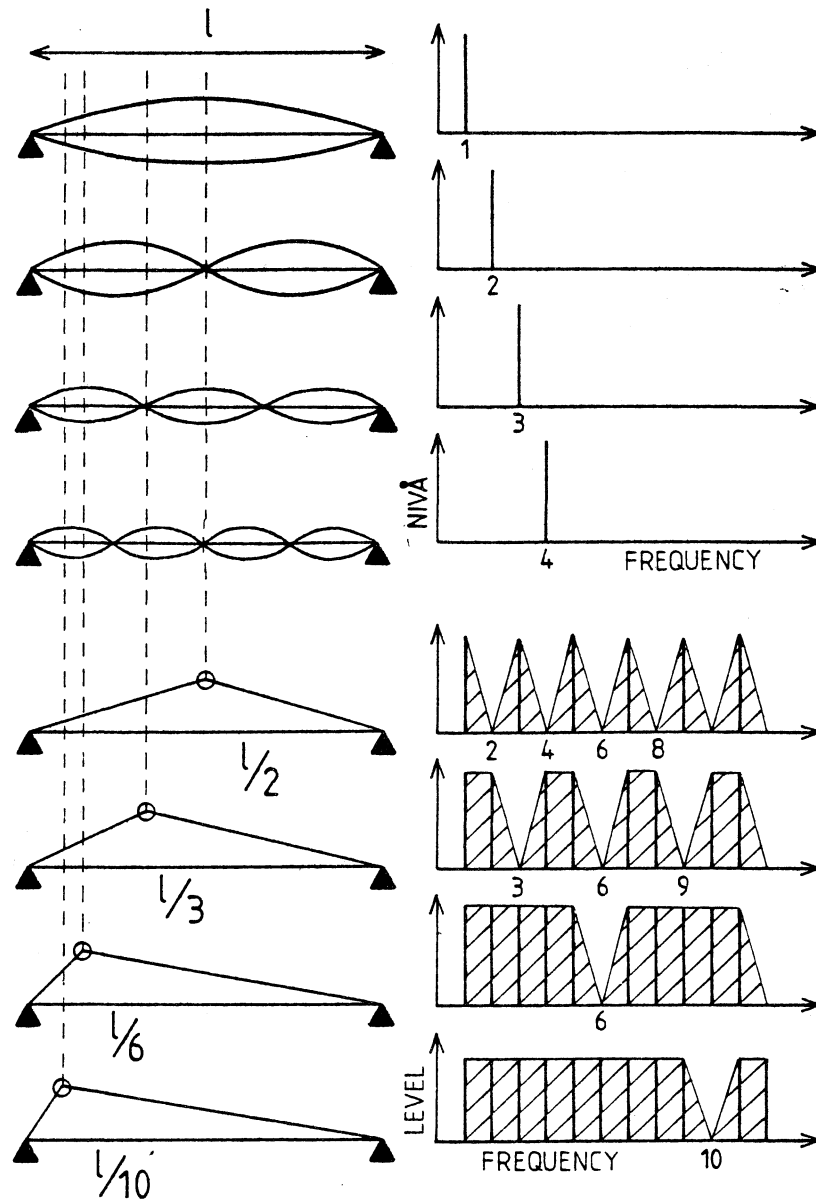 l
1
2
3
NIVÅ
4 FREQUENCY
l/2
2 4 6 8
l/3
3 6 9
l/6
6
l/10
LEVEL
FREQUENCY 10